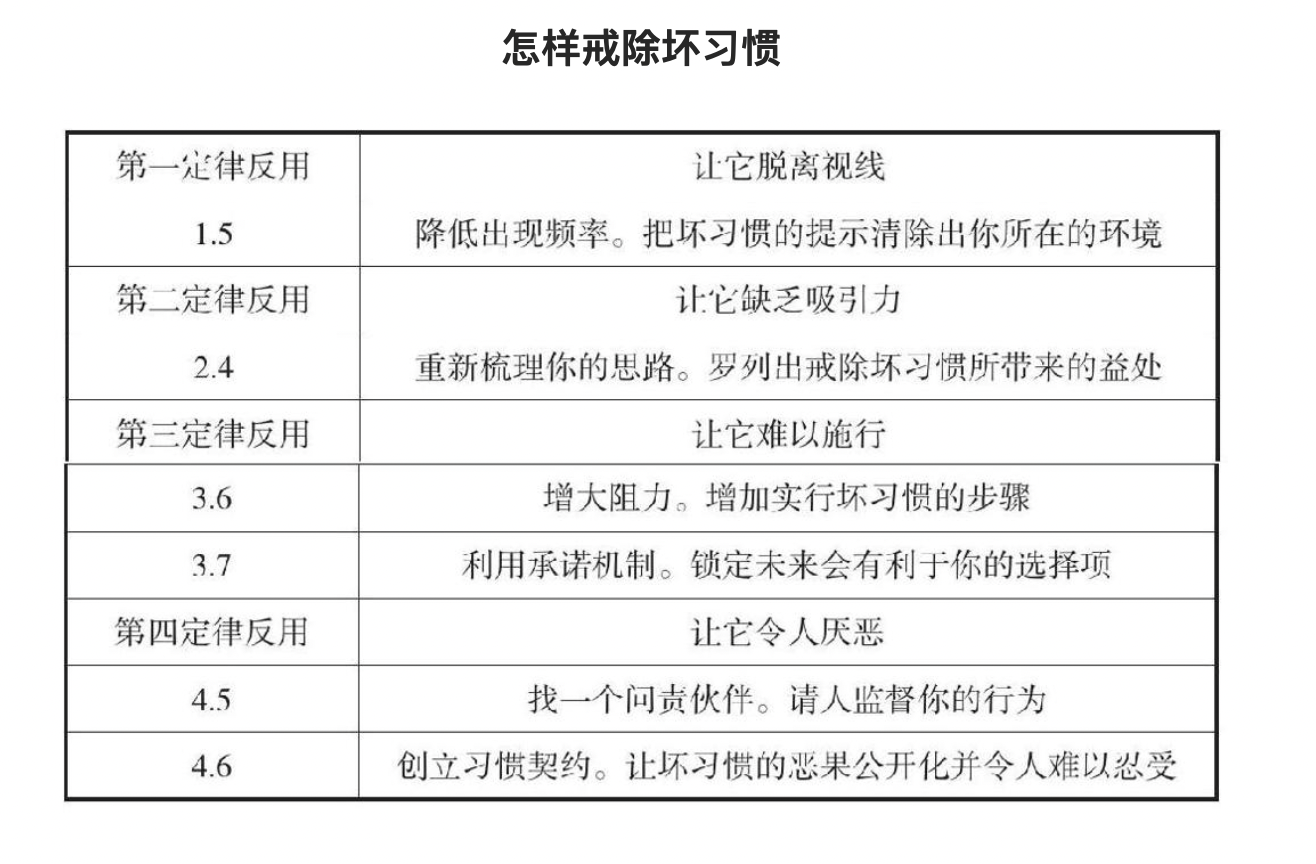 怎样戒除坏习惯
第一定律反用 让它脱离视线
1.5 降低出现频率。把坏习惯的提示清除出你所在的环境
第二定律反用 让它缺乏吸引力
2.4 重新梳理你的思路。罗列出戒除坏习惯所带来的益处
第三定律反用 让它难以施行
3.6 增大阻力。增加实行坏习惯的步骤
3.7 利用承诺机制。锁定未来会有利于你的选择项
第四定律反用 让它令人厌恶
4.5 找一个问责伙伴。请人监督你的行为
4.6 创立习惯契约。让坏习惯的恶果公开化并令人难以忍受